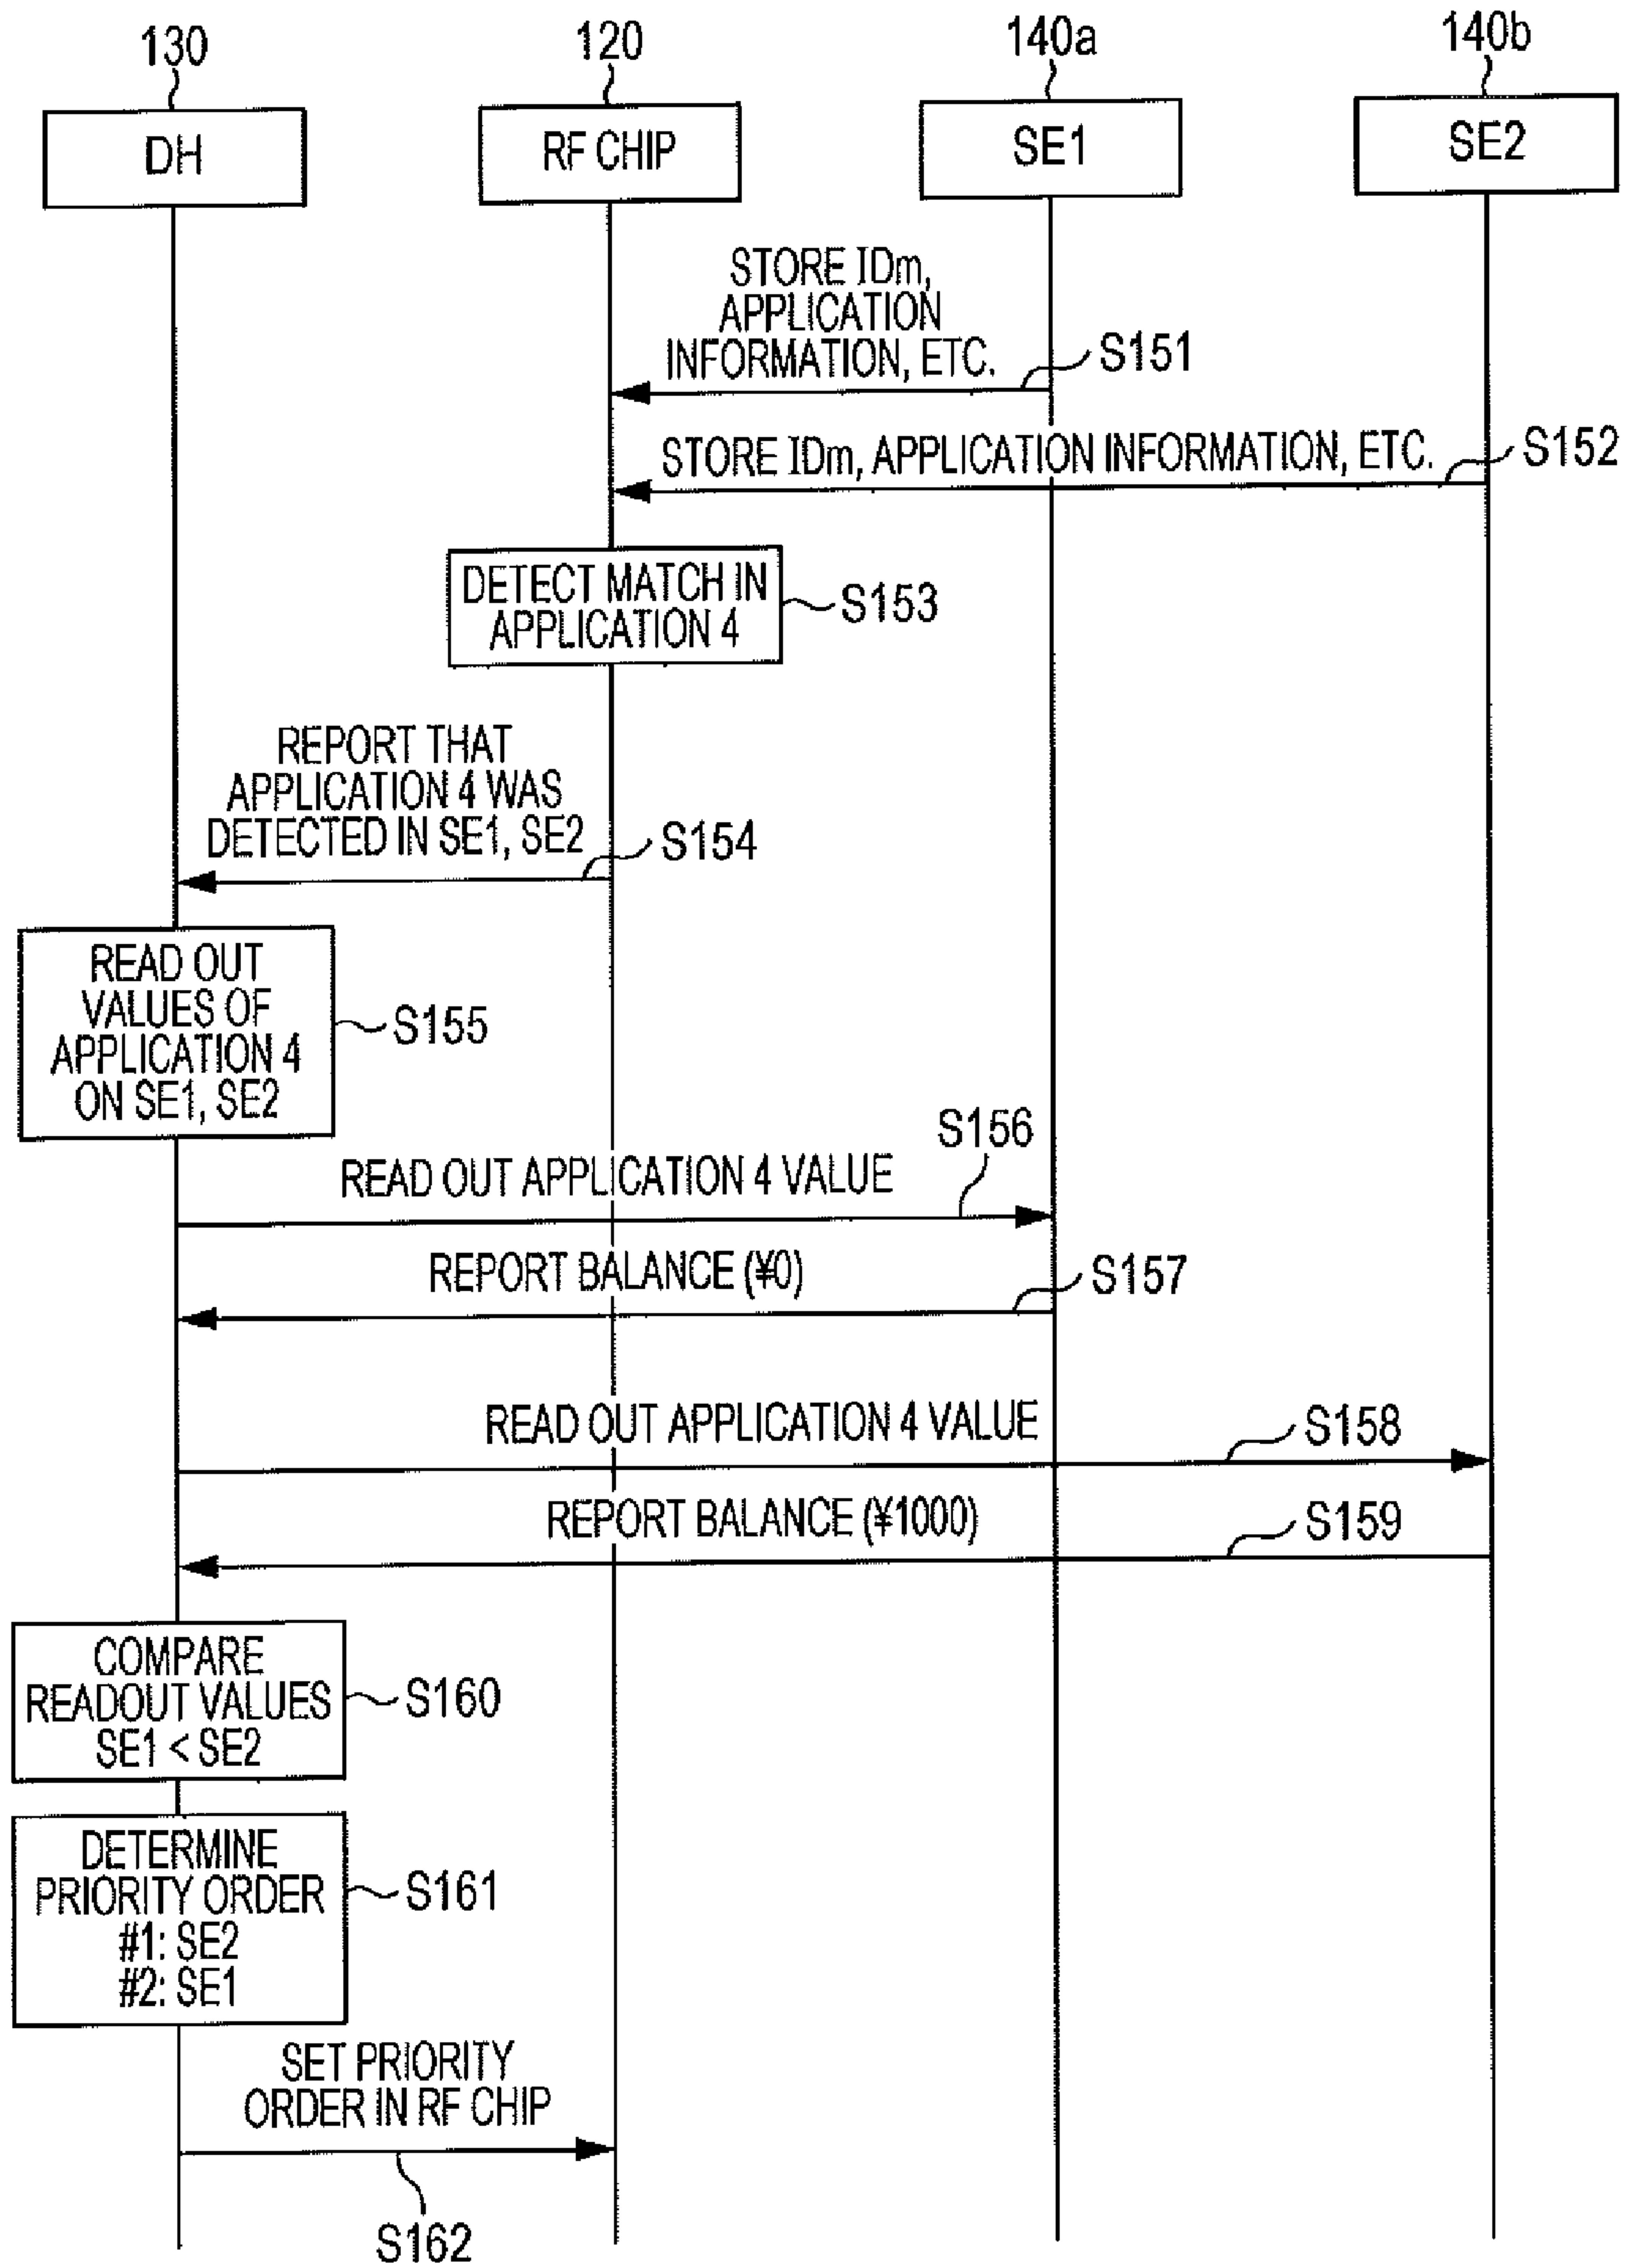 130
120
140a
140b
DH
RF CHIP
SE1
SE2
STORE IDm,
APPLICATION
INFORMATION, ETC.
S151
STORE IDm, APPLICATION INFORMATION, ETC.
S152
DETECT MATCH IN
APPLICATION 4
S153
REPORT THAT
APPLICATION 4 WAS
DETECTED IN SE1, SE2
S154
READ OUT
VALUES OF
APPLICATION 4
ON SE1, SE2
S155
S156
READ OUT APPLICATION 4 VALUE
REPORT BALANCE (¥0)
S157
READ OUT APPLICATION 4 VALUE
S158
REPORT BALANCE (¥1000)
S159
COMPARE
READOUT VALUES
SE1 < SE2
S160
DETERMINE
PRIORITY ORDER
#1: SE2
#2: SE1
S161
SET PRIORITY
ORDER IN RF CHIP
S162